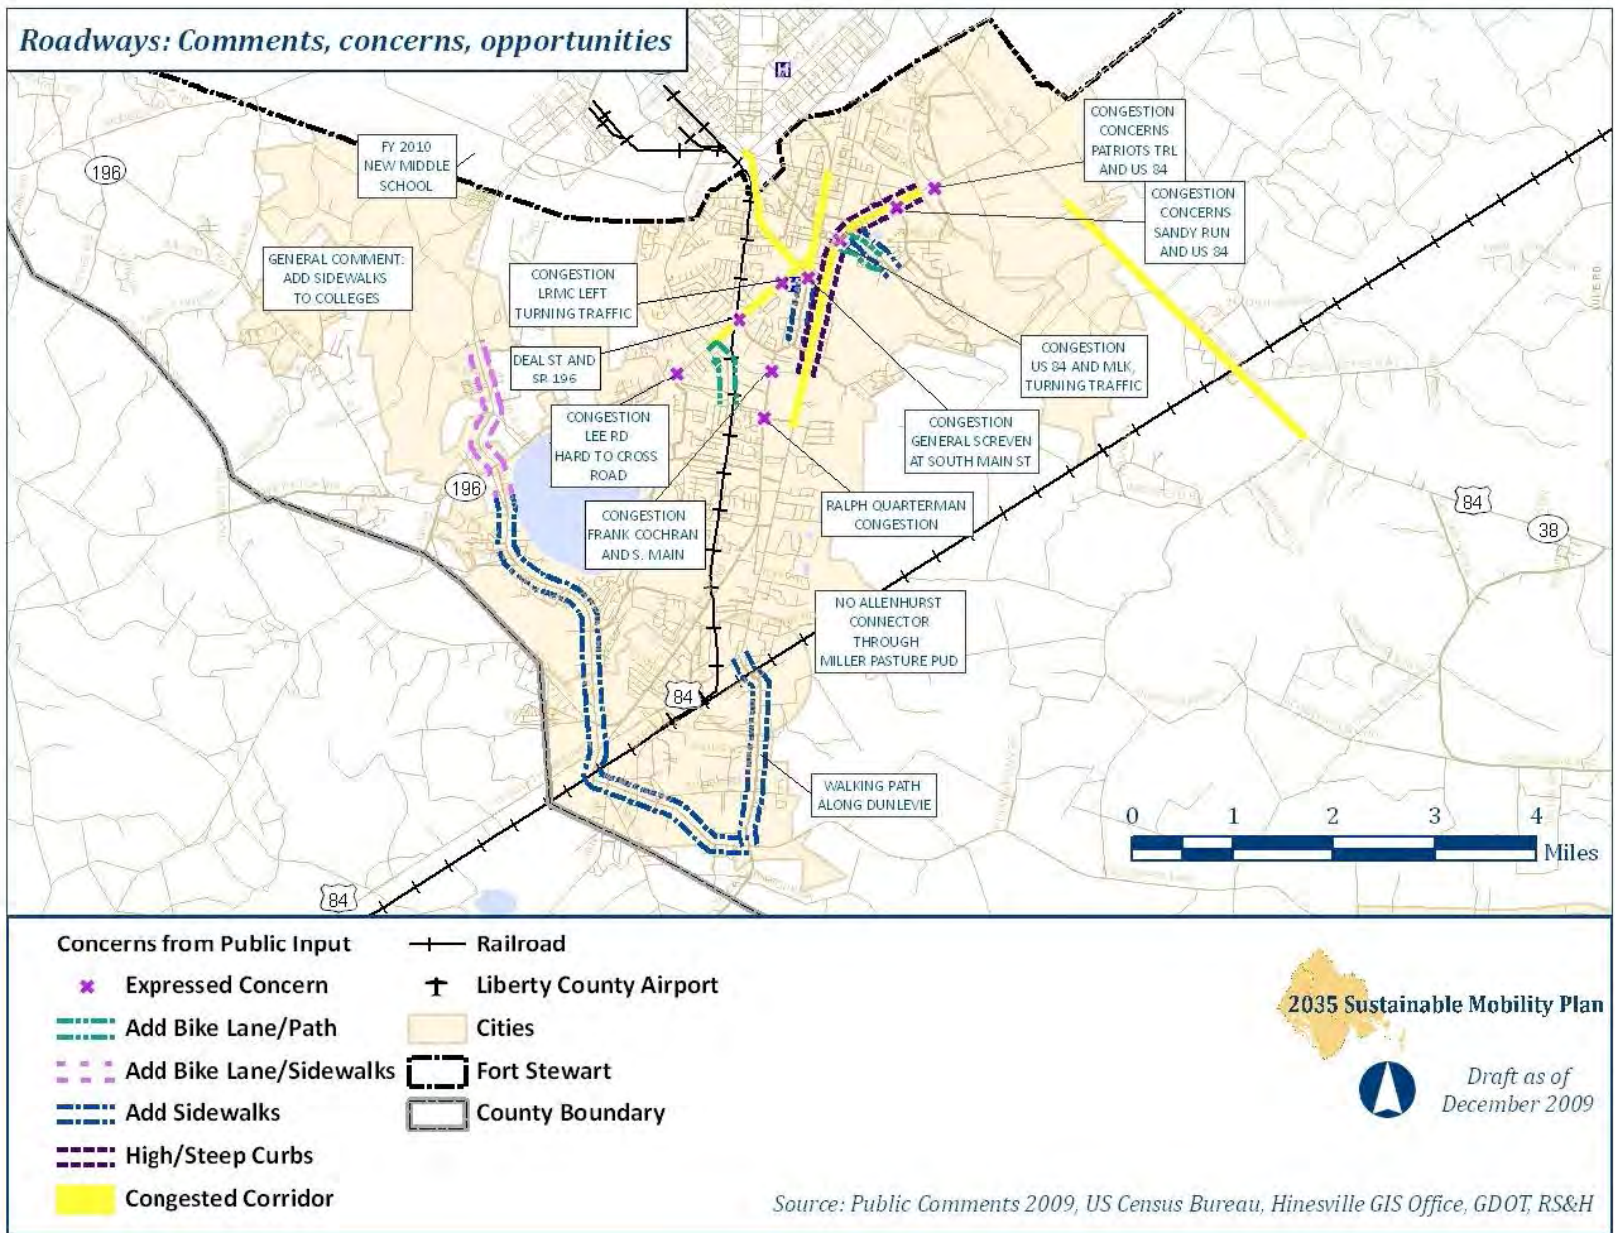 Roadways: Comments, concerns, opportunities
196
FY 2010
NEW MIDDLE
SCHOOL
GENERAL COMMENT:
ADD SIDEWALKS
TO COLLEGES
CONGESTION
LRMC LEFT
TURNING TRAFFIC
DEAL ST AND
SR 196
CONGESTION
LEE RD
HARD TO CROSS
ROAD
CONGESTION
FRANK COCHRAN
AND S. MAIN
CONGESTION
CONCERNS
PATRIOTS TRL
AND US 84
CONGESTION
CONCERNS
SANDY RUN
AND US 84
CONGESTION
US 84 AND MLK,
TURNING TRAFFIC
CONGESTION
GENERAL SCREVEN
AT SOUTH MAIN ST
RALPH QUARTERMAN
CONGESTION
NO ALLENHURST
CONNECTOR
THROUGH
MILLER PASTURE PUD
WALKING PATH
ALONG DUNLEVIE
196
84
84
84
38
H
0 1 2 3 4
Miles
Concerns from Public Input
Expressed Concern
Add Bike Lane/Path
Add Bike Lane/Sidewalks
Add Sidewalks
High/Steep Curbs
Congested Corridor
Railroad
Liberty County Airport
Cities
Fort Stewart
County Boundary
2035 Sustainable Mobility Plan
Draft as of
December 2009
Source: Public Comments 2009, US Census Bureau, Hinesville GIS Office, GDOT, RS&H